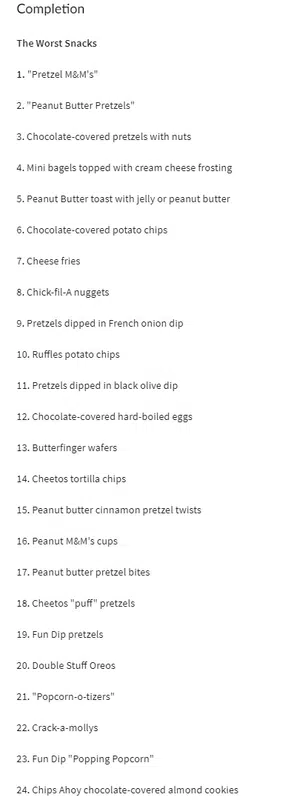 Completion
The Worst Snacks
1. "Pretzel M&M's"
2. "Peanut Butter Pretzels"
3. Chocolate-covered pretzels with nuts
4. Mini bagels topped with cream cheese frosting
5. Peanut Butter toast with jelly or peanut butter
6. Chocolate-covered potato chips
7. Cheese fries
8. Chick-fil-A nuggets
9. Pretzels dipped in French onion dip
10. Ruffles potato chips
11. Pretzels dipped in black olive dip
12. Chocolate-covered hard-boiled eggs
13. Butterfinger wafers
14. Cheetos tortilla chips
15. Peanut butter cinnamon pretzel twists
16. Peanut M&M's cups
17. Peanut butter pretzel bites
18. Cheetos "puff" pretzels
19. Fun Dip pretzels
20. Double Stuff Oreos
21. "Popcorn-o-tizers"
22. Crack-a-mollys
23. Fun Dip "Popping Popcorn"
24. Chips Ahoy chocolate-covered almond cookies